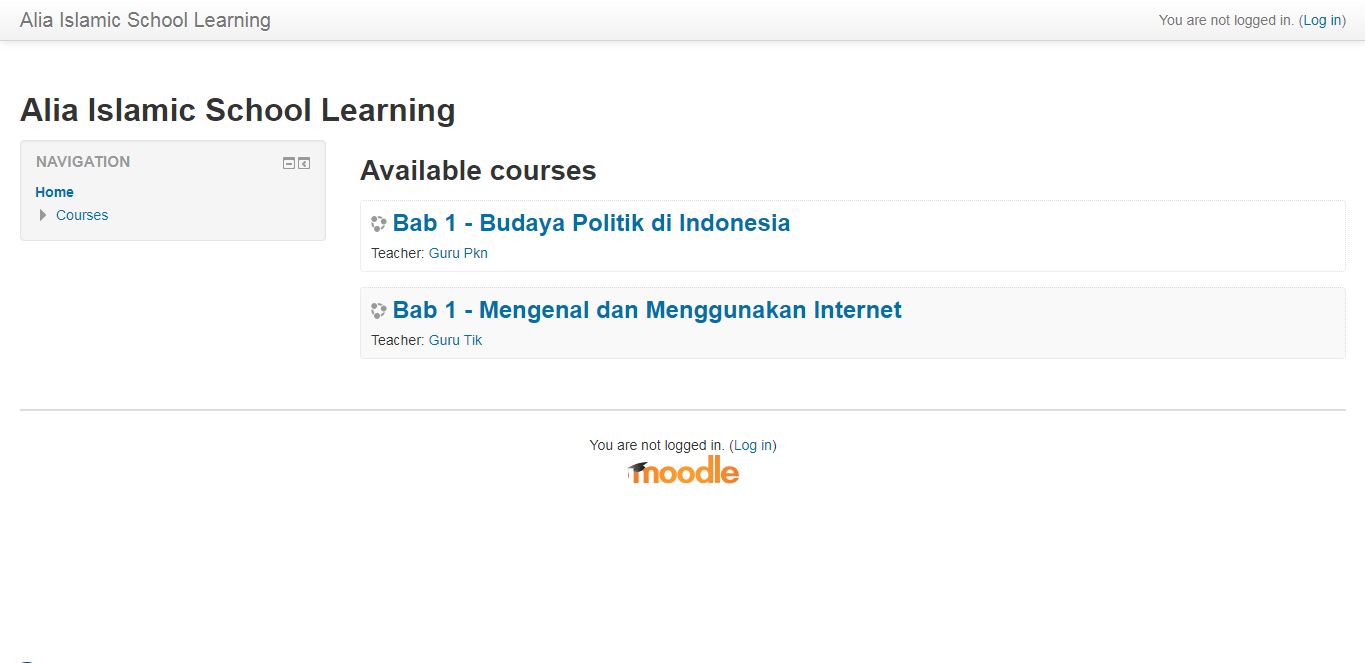 Alia Islamic School Learning
You are not logged in. (Log in)
Alia Islamic School Learning
NAVIGATION
Home
Courses
Available courses
Bab 1 - Budaya Politik di Indonesia
Teacher: Guru Pkn
Bab 1 - Mengenal dan Menggunakan Internet
Teacher: Guru Tik
You are not logged in. (Log in)
moodle